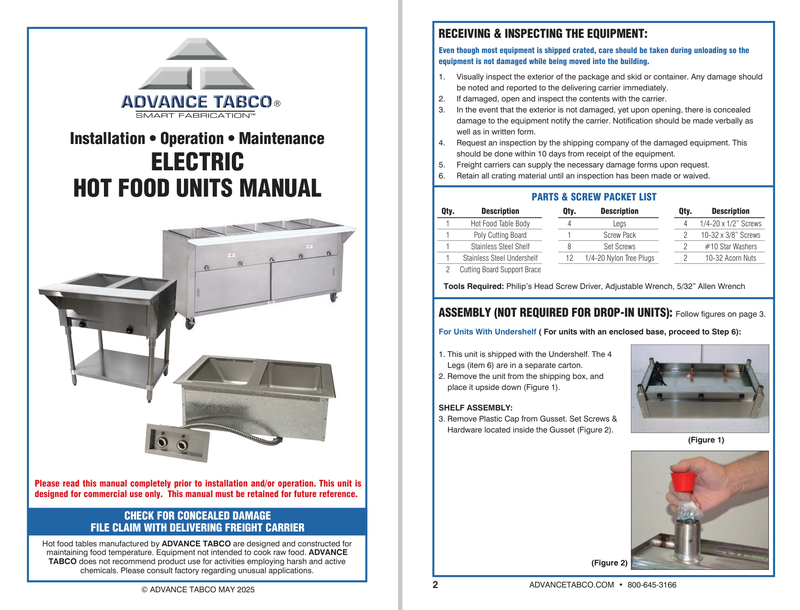 ADVANCE TABCO®
SMART FABRICATION™
Installation • Operation • Maintenance
ELECTRIC
HOT FOOD UNITS MANUAL
Please read this manual completely prior to installation and/or operation. This unit is
designed for commercial use only. This manual must be retained for future reference.
CHECK FOR CONCEALED DAMAGE
FILE CLAIM WITH DELIVERING FREIGHT CARRIER
Hot food tables manufactured by ADVANCE TABCO are designed and constructed for
maintaining food temperature. Equipment not intended to cook raw food. ADVANCE
TABCO does not recommend product use for activities employing harsh and active
chemicals. Please consult factory regarding unusual applications.
© ADVANCE TABCO MAY 2025
RECEIVING & INSPECTING THE EQUIPMENT:
Even though most equipment is shipped crated, care should be taken during unloading so the
equipment is not damaged while being moved into the building.
1. Visually inspect the exterior of the package and skid or container. Any damage should
be noted and reported to the delivering carrier immediately.
2. If damaged, open and inspect the contents with the carrier.
3. In the event that the exterior is not damaged, yet upon opening, there is concealed
damage to the equipment notify the carrier. Notification should be made verbally as
well as in written form.
4. Request an inspection by the shipping company of the damaged equipment. This
should be done within 10 days from receipt of the equipment.
5. Freight carriers can supply the necessary damage forms upon request.
6. Retain all crating material until an inspection has been made or waived.
PARTS & SCREW PACKET LIST
Qty. Description Qty. Description Qty. Description
1 Hot Food Table Body 4 Legs 4 1/4-20 x 1/2" Screws
1 Poly Cutting Board 1 Screw Pack 2 10-32 x 3/8" Screws
1 Stainless Steel Shelf 8 Set Screws 2 #10 Star Washers
1 Stainless Steel Undershelf 12 1/4-20 Nylon Tree Plugs 2 10-32 Acorn Nuts
2 Cutting Board Support Brace
Tools Required: Philip's Head Screw Driver, Adjustable Wrench, 5/32" Allen Wrench
ASSEMBLY (NOT REQUIRED FOR DROP-IN UNITS): Follow figures on page 3.
For Units With Undershelf ( For units with an enclosed base, proceed to Step 6):
1. This unit is shipped with the Undershelf. The 4
Legs (item 6) are in a separate carton.
2. Remove the unit from the shipping box, and
place it upside down (Figure 1).
SHELF ASSEMBLY:
3. Remove Plastic Cap from Gusset. Set Screws &
Hardware located inside the Gusset (Figure 2).
(Figure 1)
(Figure 2)
2
ADVANCETABCO.COM • 800-645-3166